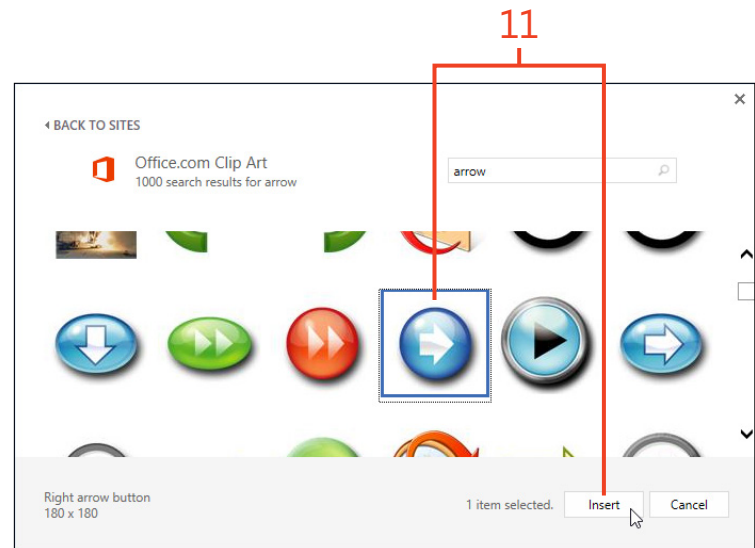 11
BACK TO SITES
Office.com Clip Art
1000 search results for arrow
arrow
Right arrow button
180 x 180
1 item selected.
Insert
Cancel